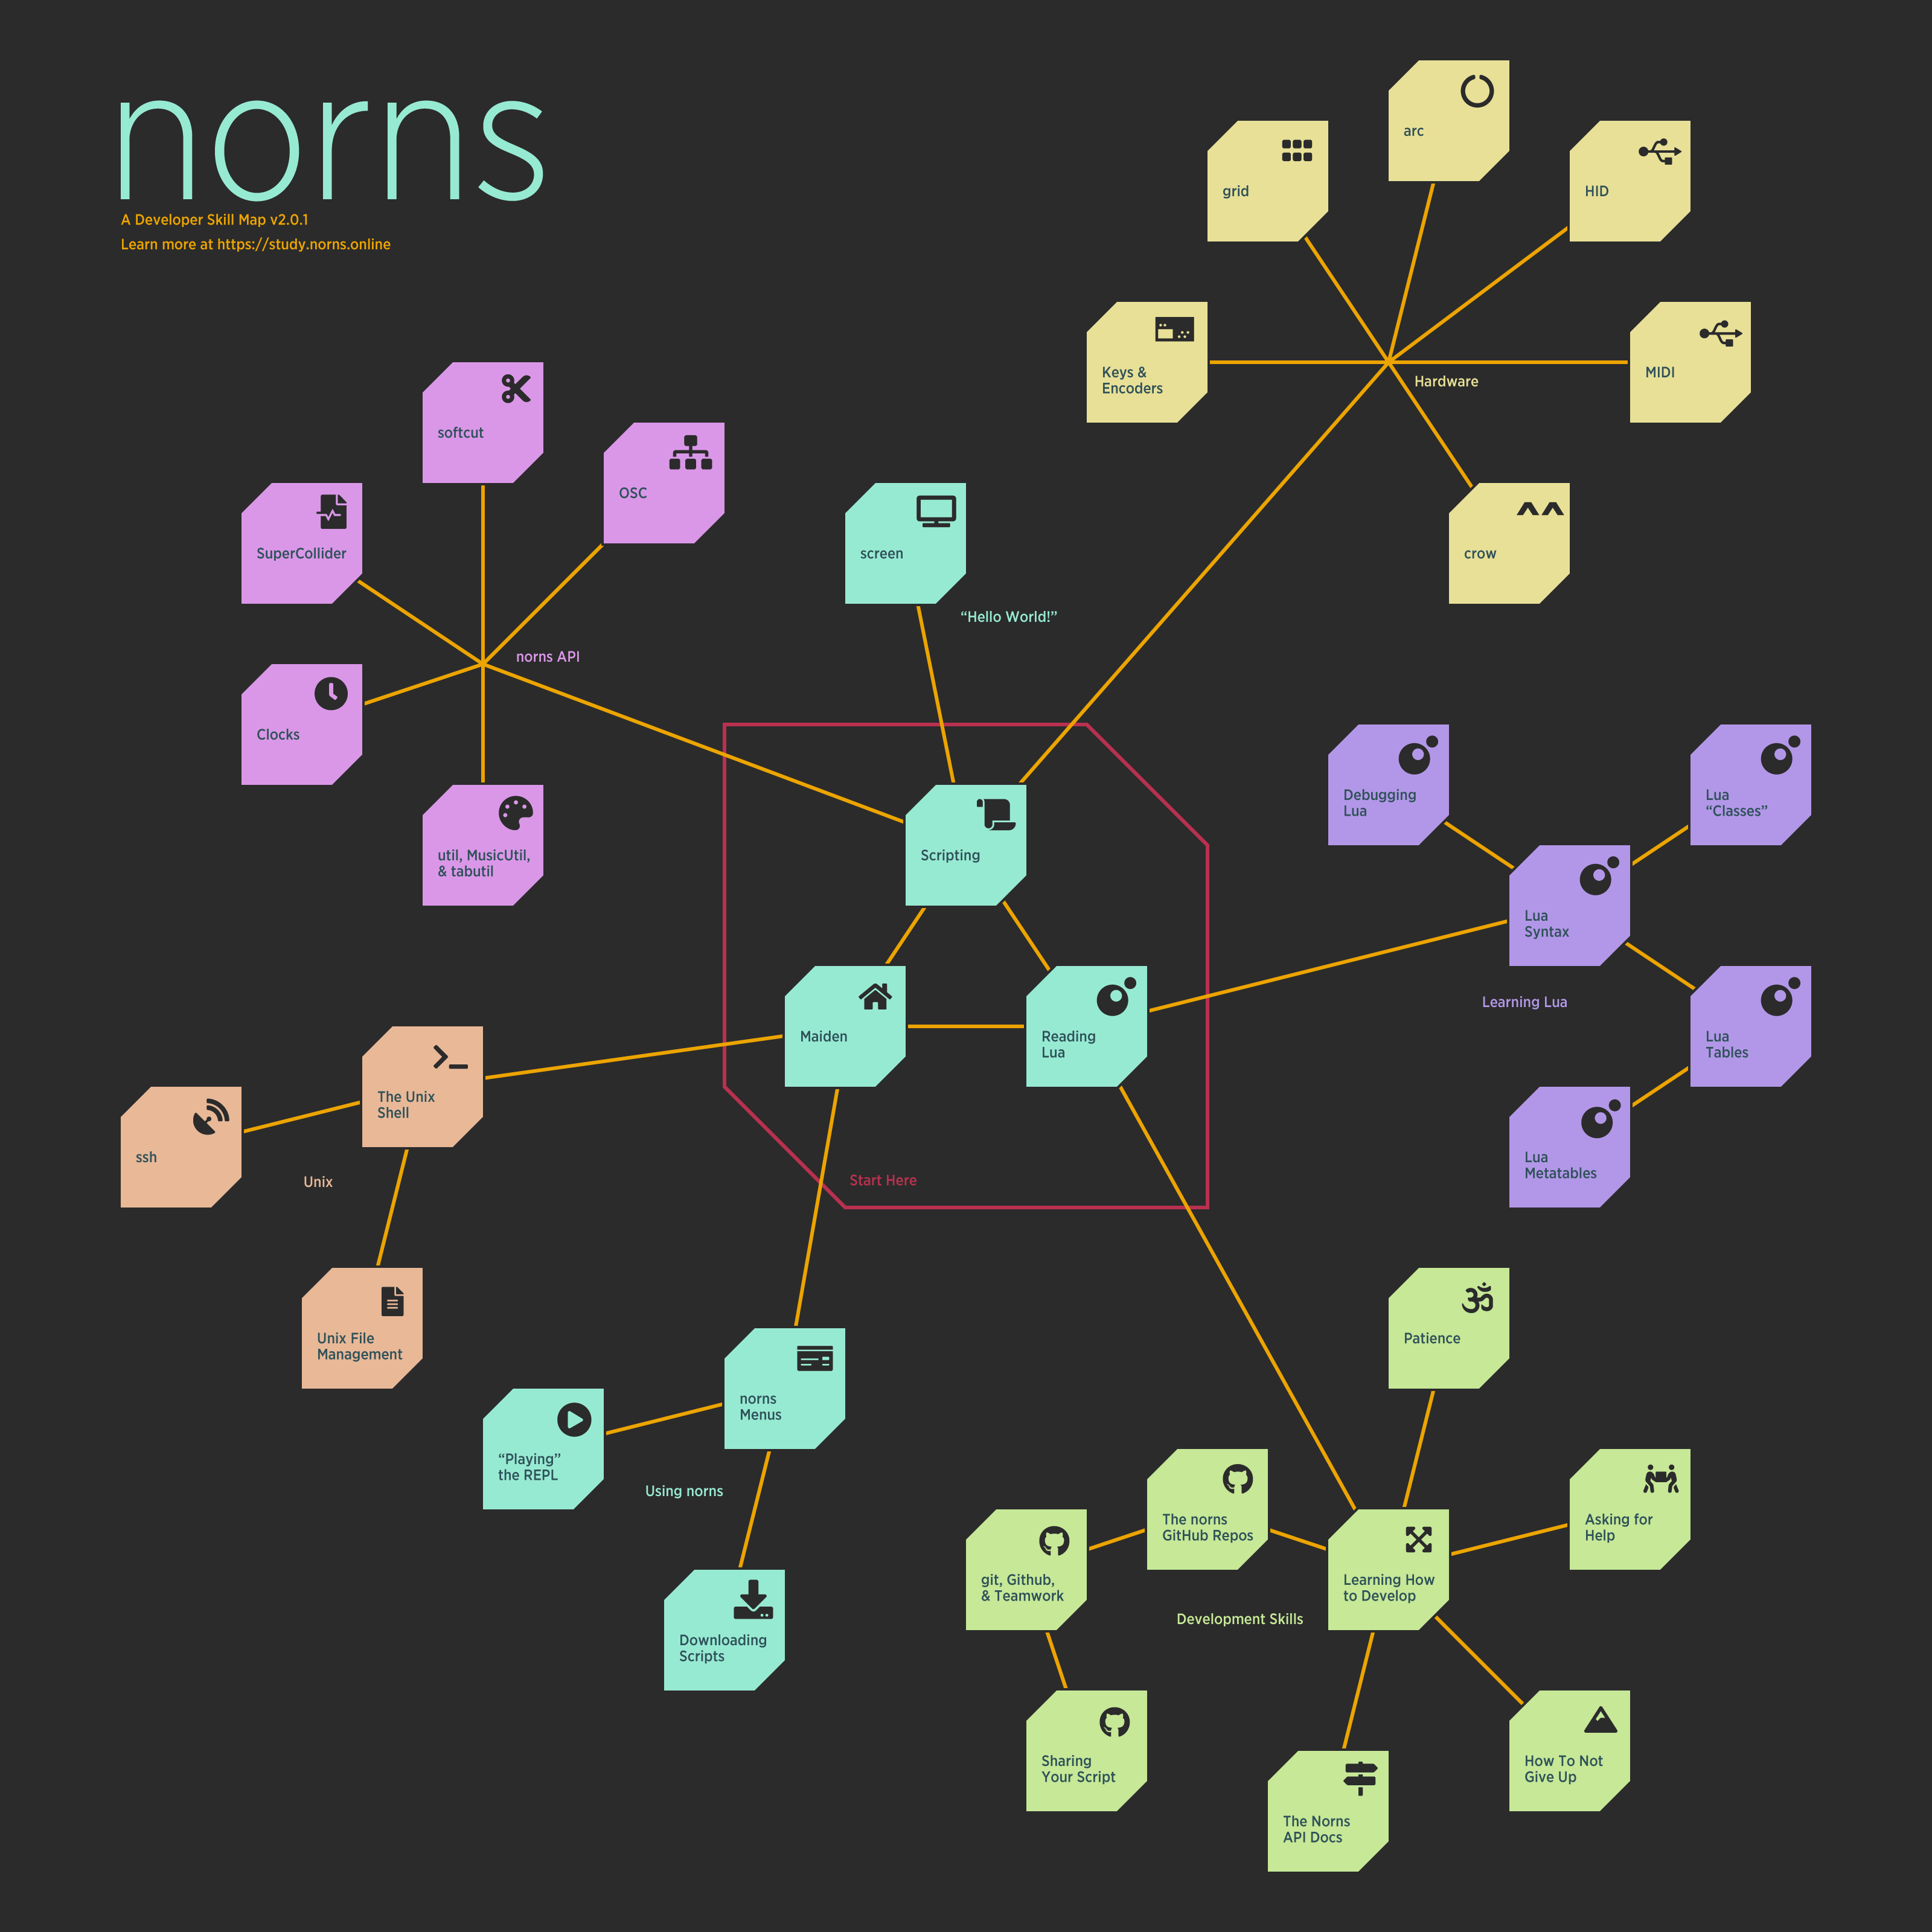 norns
A Developer Skill Map v2.0.1
Learn more at https://study.norns.online
arc
grid
HID
Keys &
Encoders
MIDI
Hardware
crow
softcut
OSC
SuperCollider
norns API
Clocks
util, MusicUtil,
& tabutil
screen
“Hello World!”
Scripting
Maiden
Reading
Lua
Start Here
Debugging
Lua
Lua
“Classes”
Lua
Syntax
Learning Lua
Lua
Tables
Lua
Metatables
The Unix
Shell
ssh
Unix
Unix File
Management
norns
Menus
“Playing”
the REPL
Using norns
Downloading
Scripts
Patience
The norns
GitHub Repos
Asking for
Help
git, Github,
& Teamwork
Learning How
to Develop
Development Skills
Sharing
Your Script
How To Not
Give Up
The Norns
API Docs